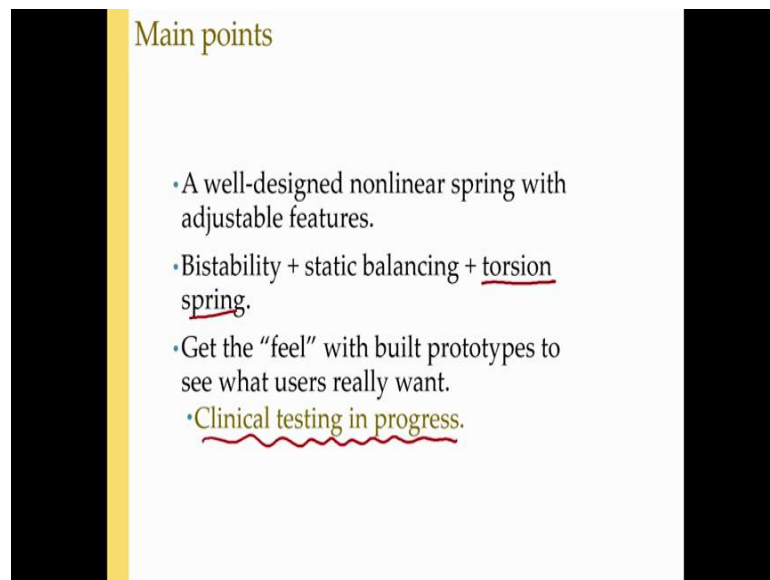 Main points
•A well-designed nonlinear spring with
adjustable features.
•Bistability + static balancing + torsion
spring.
•Get the “feel” with built prototypes to
see what users really want.
•Clinical testing in progress.